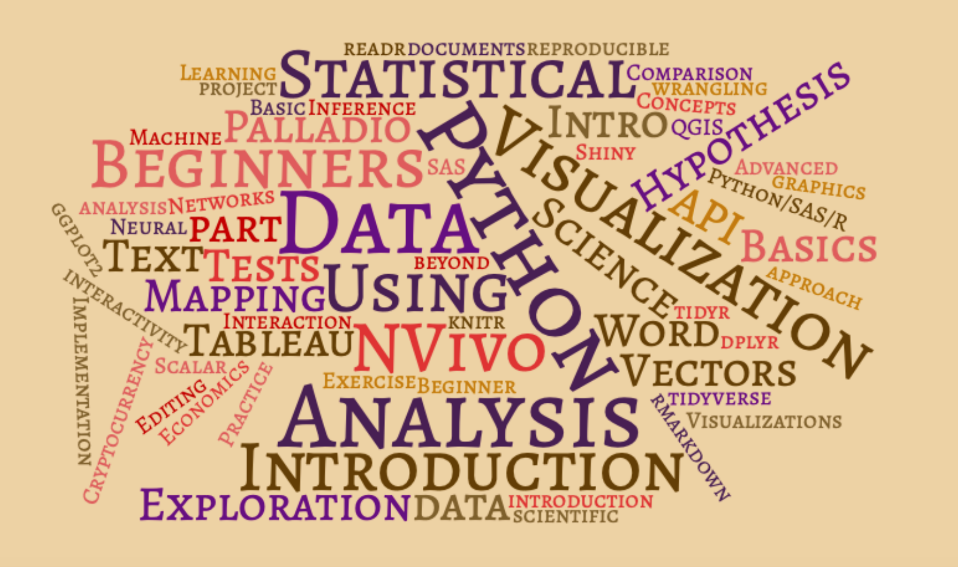 READR DOCUMENTS REPRODUCIBLE
LEARNING STATISTICAL COMPARISON
PROJECT WRANGLING
BASIC INFERENCE CONCEPTS
MACHINE PALLADIO INTRO QGIS HYPOTHESIS
BEGINNERS SAS PYTHON VISUALIZATION SHINY ADVANCED
GRAPHICS
PYTHON/SAS/R
ANALYSIS NETWORKS DATA SCIENCE API
GGPLOT2 NEURAL PART BASICS
TEXT TESTS BEYOND APPROACH
INTERACTIVITY MAPPING USING
IMPLEMENTATION INTERACTION KNITR WORD TIDYR
TABLEAU NVIVO DPLYR
CRYPTOCURRENCY SCALAR VECTORS
EDITING ECONOMICS PRACTICE EXERCISE BEGINNER TIDYVERSE
ANALYSIS RMARKDOWN VISUALIZATIONS
INTRODUCTION
EXPLORATION DATA INTRODUCTION
SCIENTIFIC